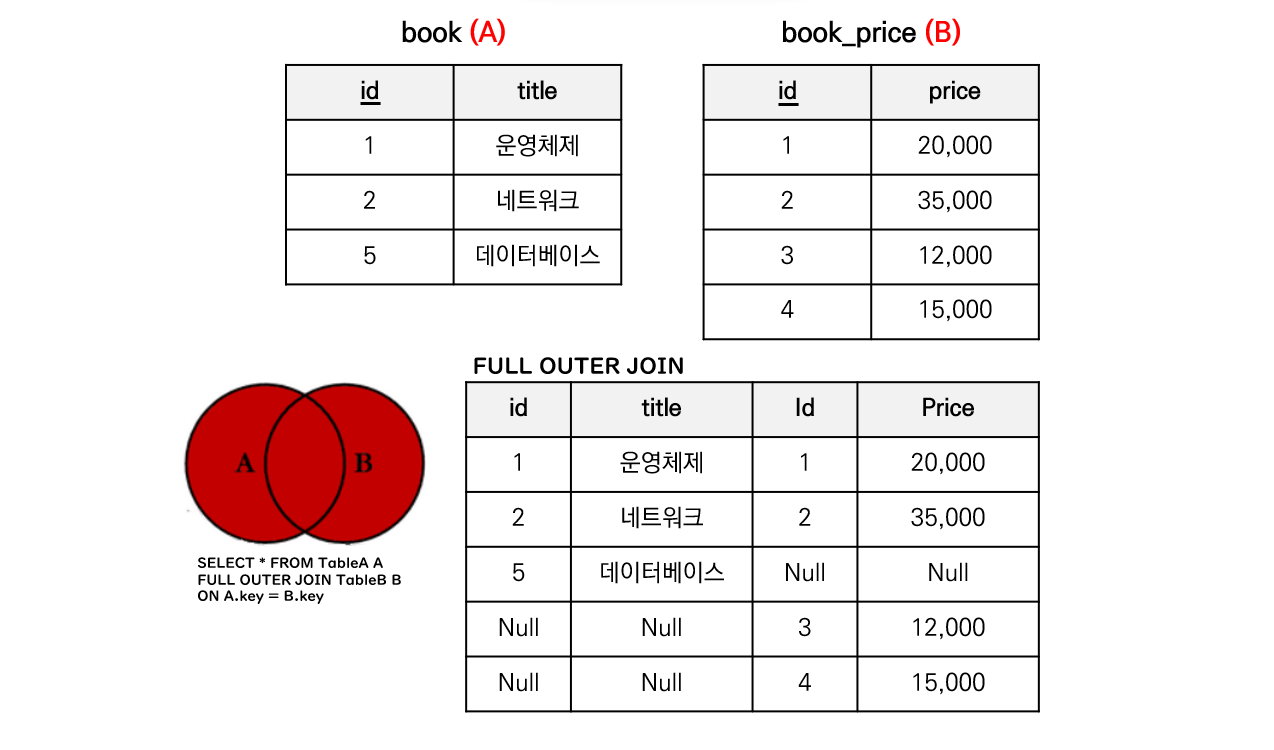 book (A)
id title
1 운영체제
2 네트워크
5 데이터베이스
book_price (B)
id price
1 20,000
2 35,000
3 12,000
4 15,000
A B
SELECT * FROM TableA A
FULL OUTER JOIN TableB B
ON A.key = B.key
FULL OUTER JOIN
id title Id Price
1 운영체제 1 20,000
2 네트워크 2 35,000
5 데이터베이스 Null Null
Null Null 3 12,000
Null Null 4 15,000